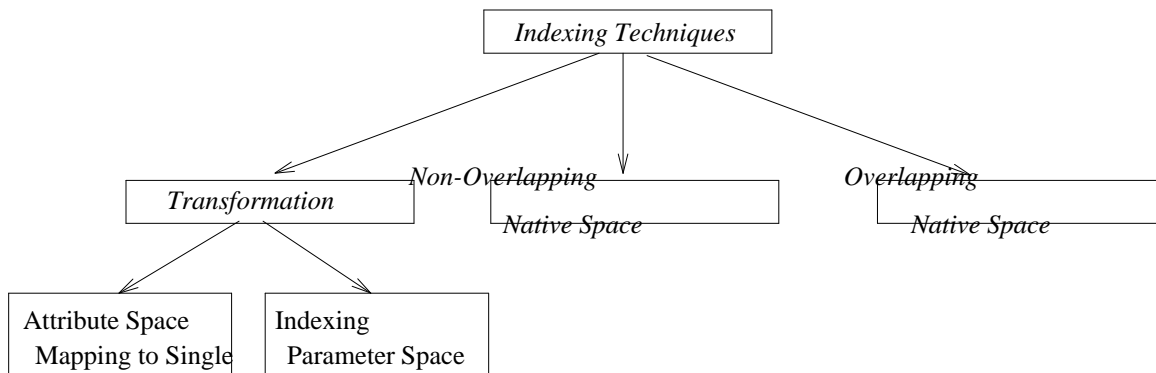 Indexing Techniques
Non-Overlapping
Native Space
Overlapping
Native Space
Transformation
Attribute Space
Mapping to Single
Indexing
Parameter Space